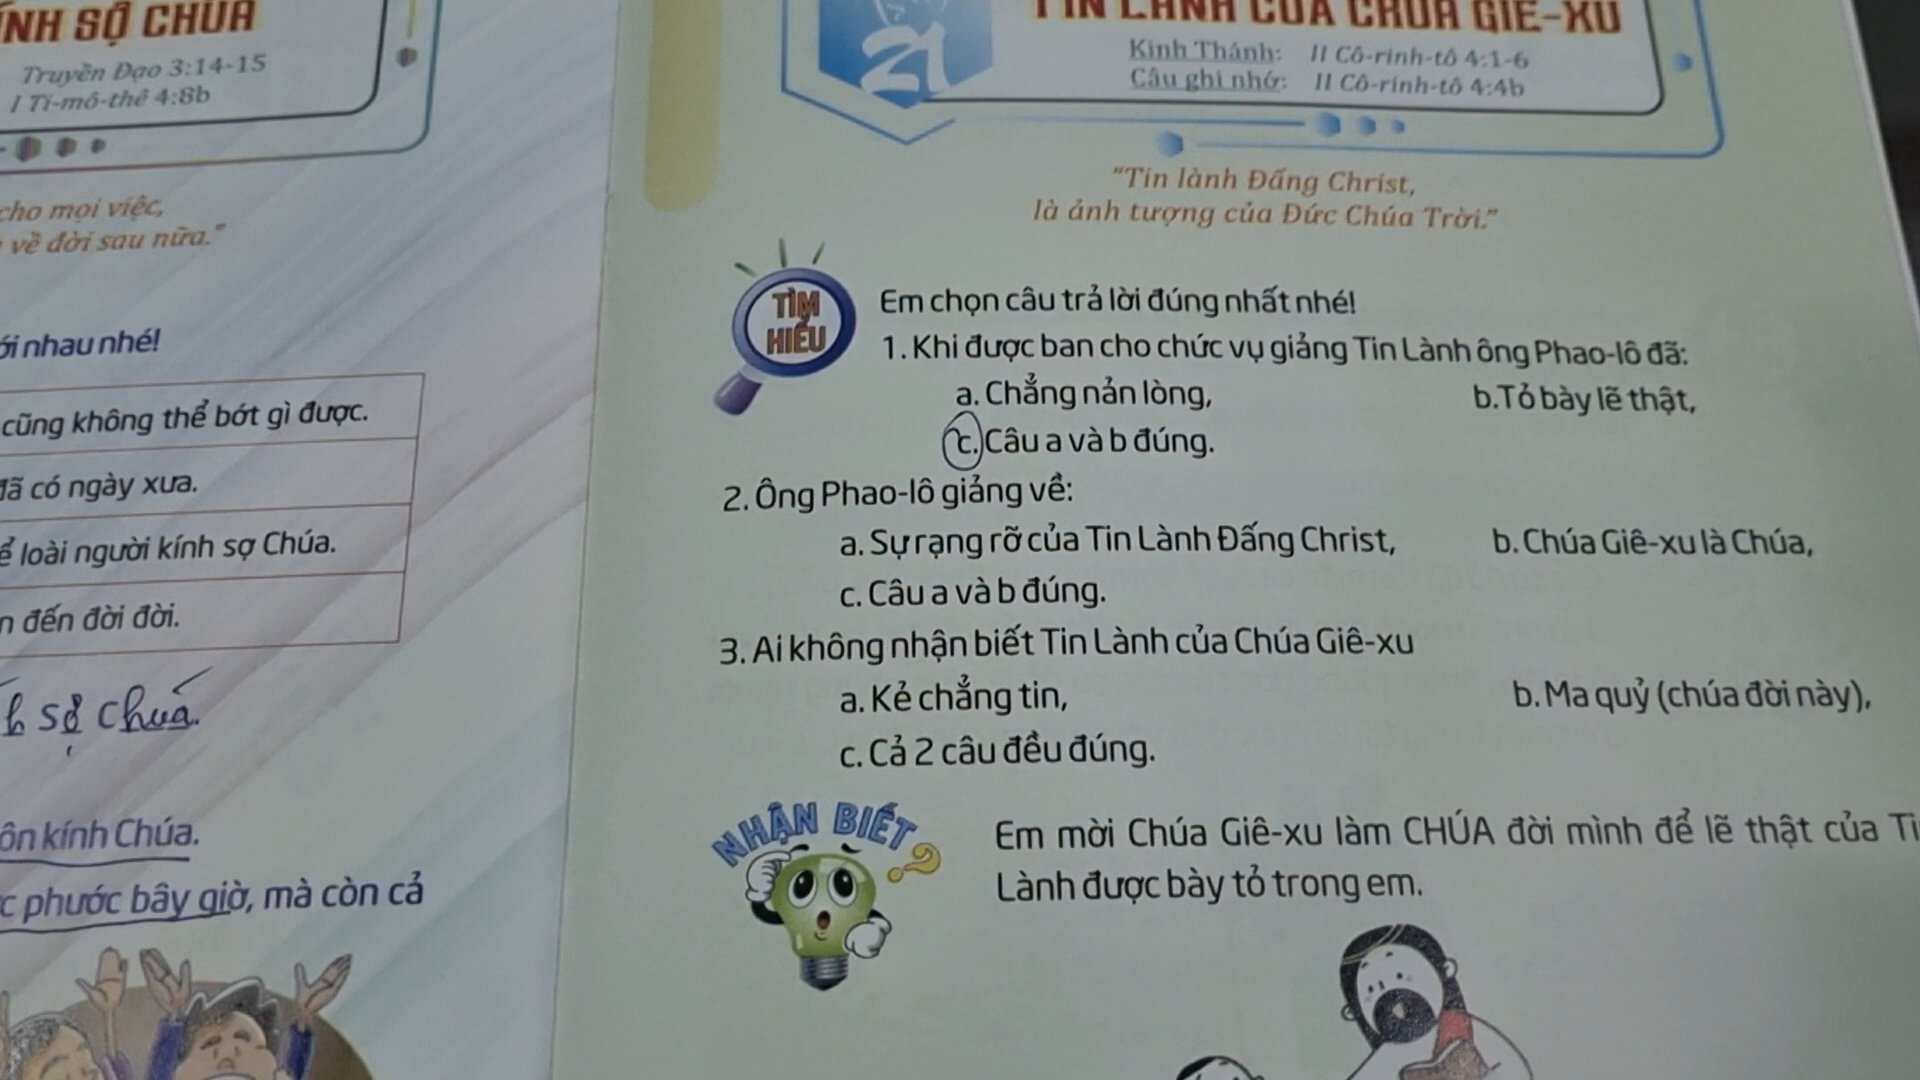 NH SỢ CHÚA
Truyền Đạo 3:14-15
I Ti-mô-thê 4:8b
cho mọi việc,
về đời sau nữa."
nhau nhé!
cũng không thể bớt gì được.
đã có ngày xưa.
loài người kính sợ Chúa.
đến đời đời.
sợ Chúa.
kính Chúa.
phước bây giờ, mà còn cả
21
TIN LÀNH CỦA CHÚA GIÊ-XU
Kinh Thánh: II Cô-rinh-tô 4:1-6
Câu ghi nhớ: II Cô-rinh-tô 4:4b
"Tin lành Đấng Christ,
là ảnh tượng của Đức Chúa Trời."
TÌM
HIỂU
Em chọn câu trả lời đúng nhất nhé!
1. Khi được ban cho chức vụ giảng Tin Lành ông Phao-lô đã:
a. Chẳng nản lòng, b.Tỏ bày lẽ thật,
c. Câu a và b đúng.
2. Ông Phao-lô giảng về:
a. Sự rạng rỡ của Tin Lành Đấng Christ, b. Chúa Giê-xu là Chúa,
c. Câu a và b đúng.
3. Ai không nhận biết Tin Lành của Chúa Giê-xu
a. Kẻ chẳng tin, b. Ma quỷ (chúa đời này),
c. Cả 2 câu đều đúng.
NHẬN BIẾT ?
Em mời Chúa Giê-xu làm CHÚA đời mình để lẽ thật của
Lành được bày tỏ trong em.